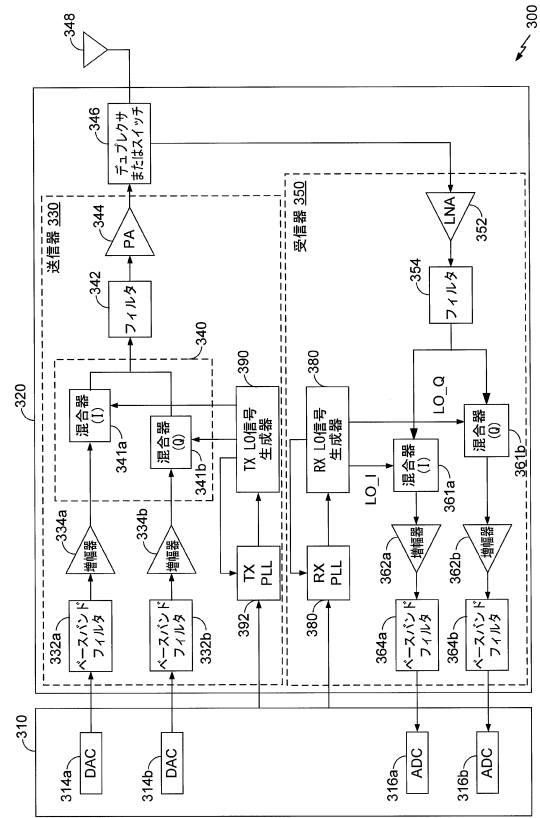 300
348
320
346
デュプレクサ
またはスイッチ
送信器 330
344
PA
342
フィルタ
340
混合器
(I)
341a
混合器
(Q)
341b
334a
増幅器
334b
増幅器
332a
ベースバンド
フィルタ
332b
ベースバンド
フィルタ
390
TX LO信号
生成器
TX
PLL
392
310
314a
DAC
314b
DAC
受信器 350
LNA
352
354
フィルタ
LO_Q
380
RX LO信号
生成器
LO_I
混合器
(I)
361a
混合器
(Q)
361b
RX
PLL
380
362a
増幅器
362b
増幅器
364a
ベースバンド
フィルタ
364b
ベースバンド
フィルタ
316a
ADC
316b
ADC